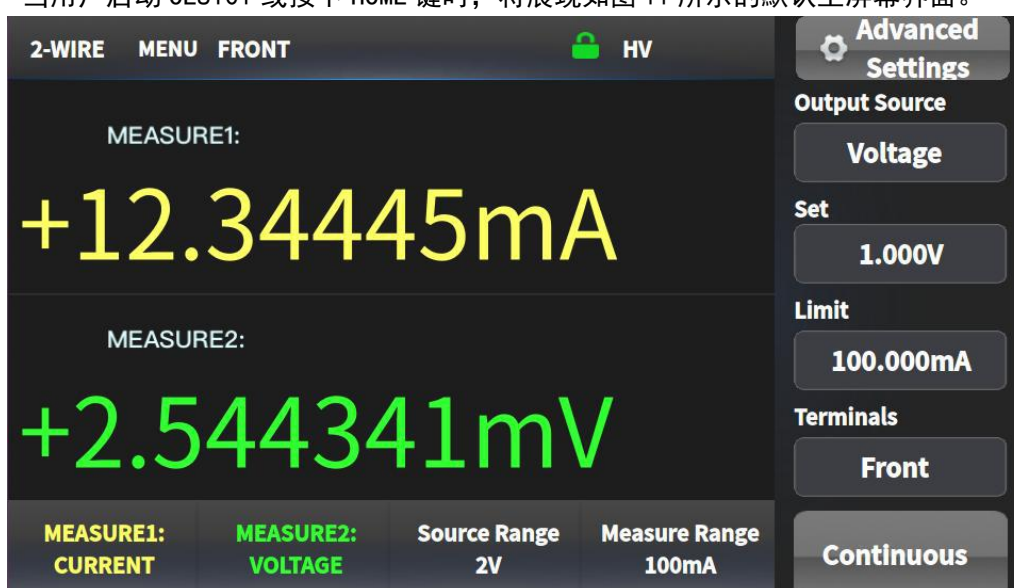 2-WIRE MENU FRONT HV
MEASURE1:
+12.34445mA
MEASURE2:
+2.544341mV
MEASURE1:
CURRENT
MEASURE2:
VOLTAGE
Source Range
2V
Measure Range
100mA
Advanced
Settings
Output Source
Voltage
Set
1.000V
Limit
100.000mA
Terminals
Front
Continuous